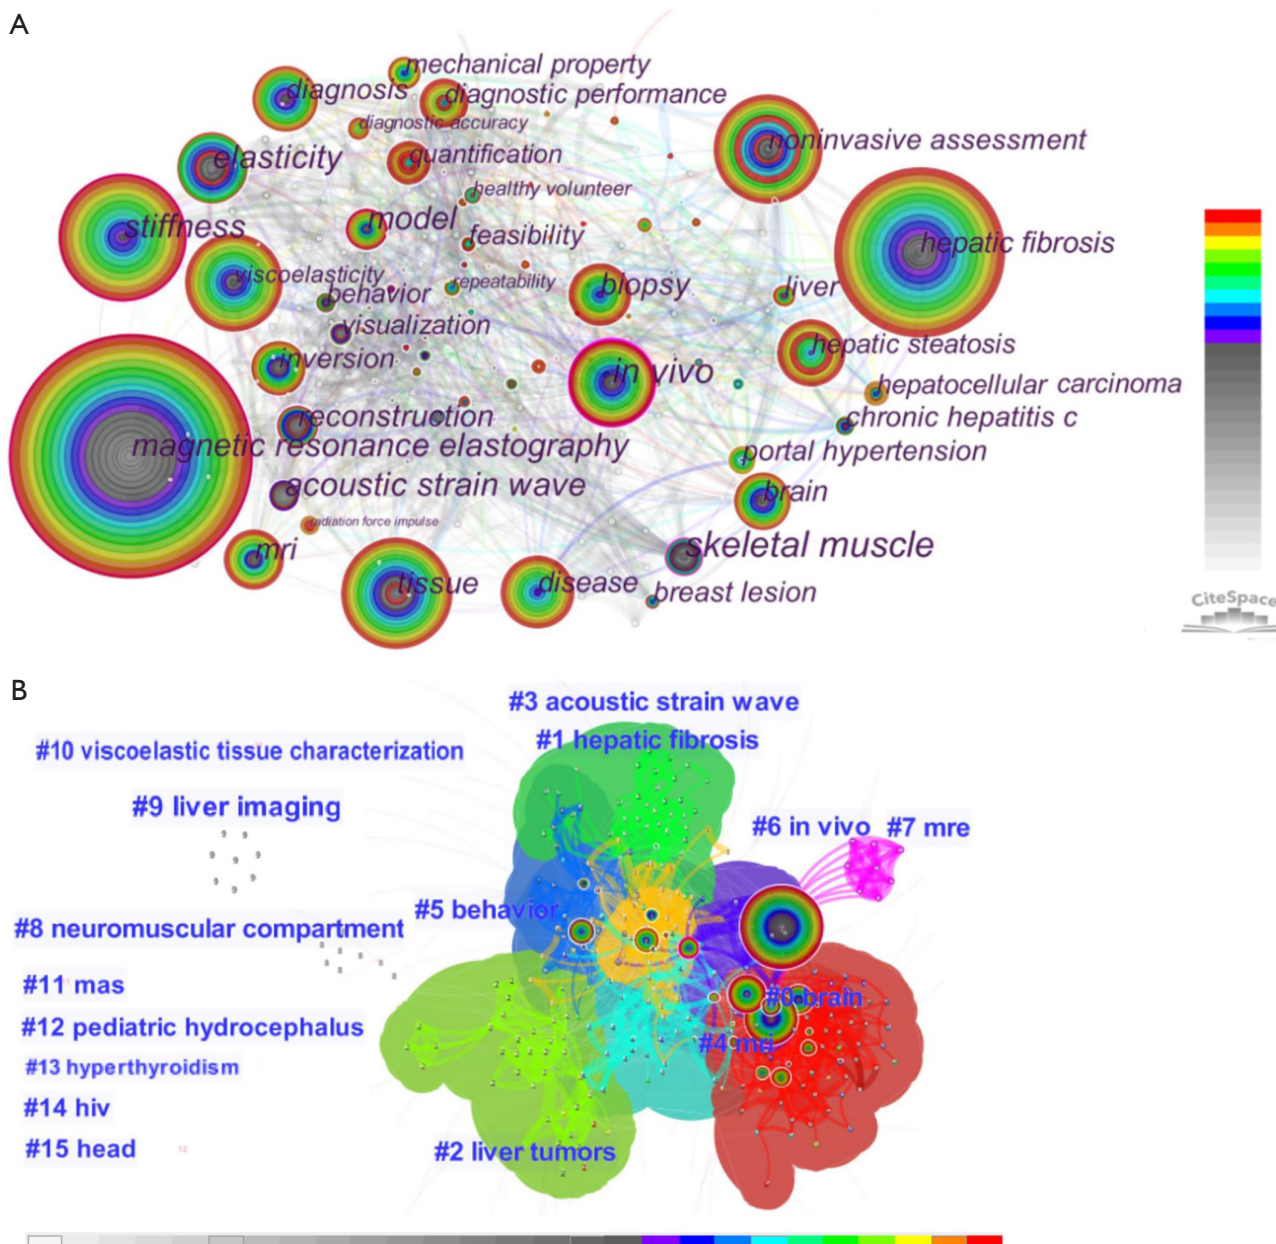 A
mechanical property
diagnosis
diagnostic performance
diagnostic accuracy
noninvasive assessment
elasticity
quantification
healthy volunteer
stiffness
model
feasibility
hepatic fibrosis
viscoelasticity
repeatability
biopsy
liver
behavior
visualization
inversion
hepatic steatosis
in vivo
hepatocellular carcinoma
reconstruction
chronic hepatitis c
magnetic resonance elastography
portal hypertension
acoustic strain wave
brain
radiation force impulse
mri
skeletal muscle
tissue
disease
breast lesion
CiteSpace
B
#3 acoustic strain wave
#10 viscoelastic tissue characterization
#1 hepatic fibrosis
#9 liver imaging
#6 in vivo
#7 mre
#5 behavior
#8 neuromuscular compartment
#11 mas
#0 brain
#12 pediatric hydrocephalus
#4 mri
#13 hyperthyroidism
#14 hiv
#15 head
#2 liver tumors